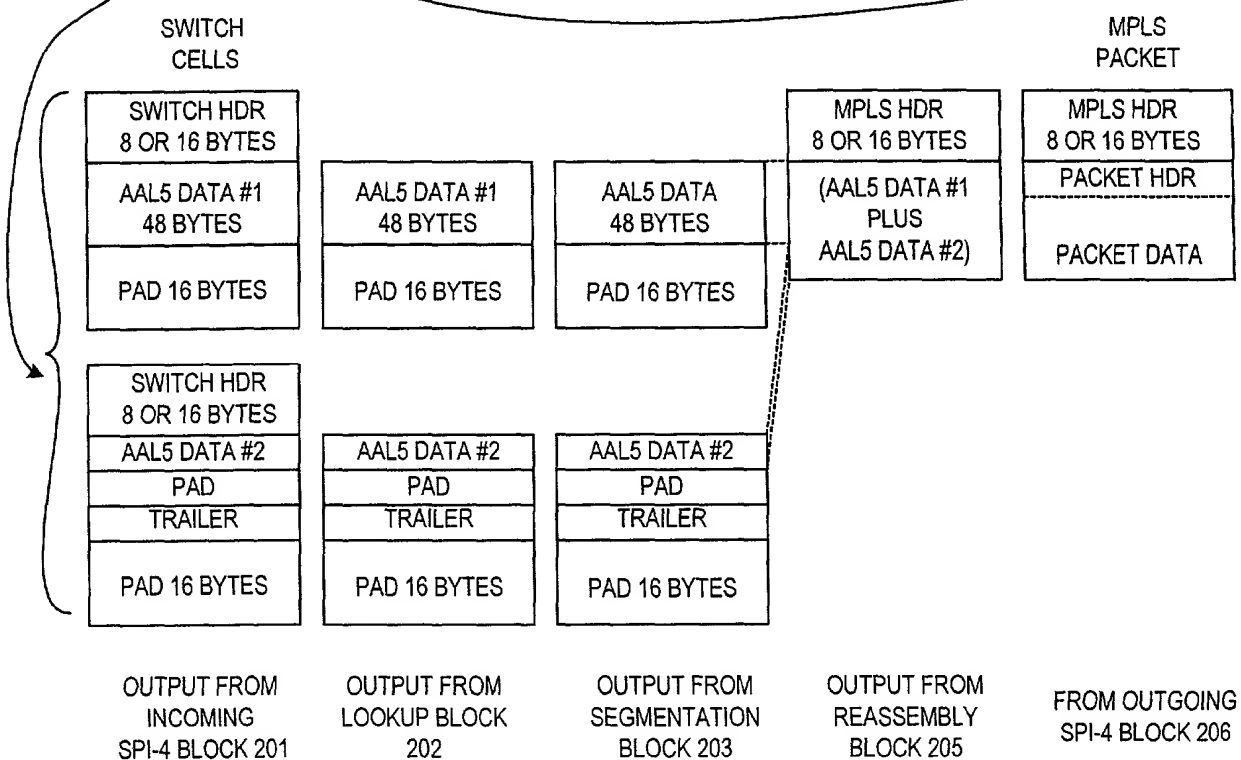 SWITCH
CELLS
MPLS
PACKET
SWITCH HDR
8 OR 16 BYTES
AAL5 DATA #1
48 BYTES
PAD 16 BYTES
SWITCH HDR
8 OR 16 BYTES
AAL5 DATA #2
PAD
TRAILER
PAD 16 BYTES
OUTPUT FROM
INCOMING
SPI-4 BLOCK 201
AAL5 DATA #1
48 BYTES
PAD 16 BYTES
AAL5 DATA #2
PAD
TRAILER
PAD 16 BYTES
OUTPUT FROM
LOOKUP BLOCK
202
AAL5 DATA
48 BYTES
PAD 16 BYTES
AAL5 DATA #2
PAD
TRAILER
PAD 16 BYTES
OUTPUT FROM
SEGMENTATION
BLOCK 203
MPLS HDR
8 OR 16 BYTES
(AAL5 DATA #1
PLUS
AAL5 DATA #2)
OUTPUT FROM
REASSEMBLY
BLOCK 205
MPLS HDR
8 OR 16 BYTES
PACKET HDR
PACKET DATA
FROM OUTGOING
SPI-4 BLOCK 206